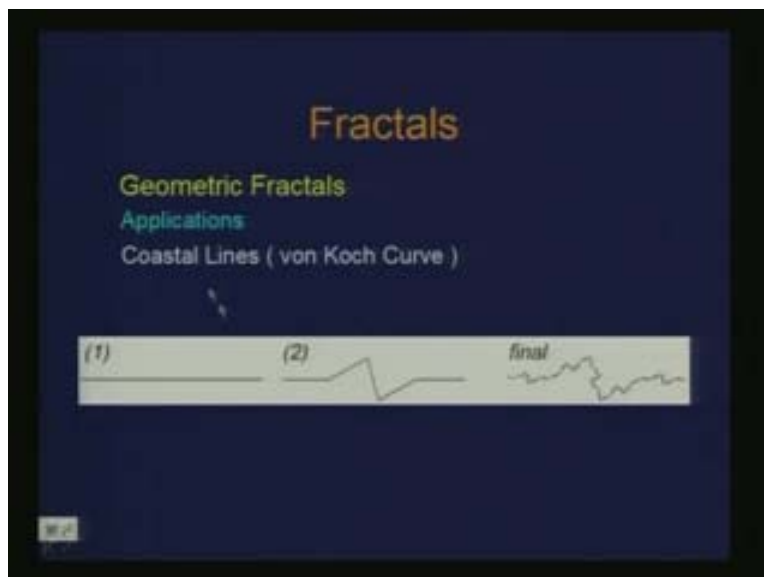 Fractals
Geometric Fractals
Applications
Coastal Lines ( von Koch Curve )
(1) (2) final